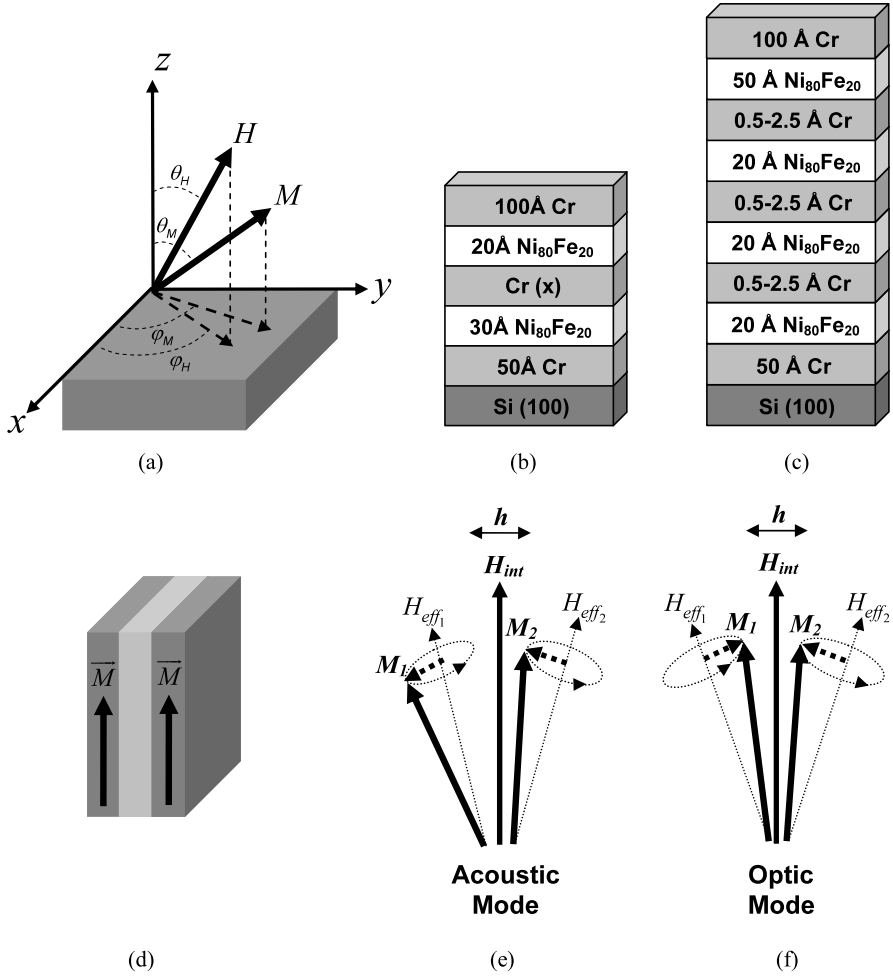 z
H
θH
M
θM
y
φM
φH
x
(a)
100Å Cr
20Å Ni80Fe20
Cr (x)
30Å Ni80Fe20
50Å Cr
Si (100)
(b)
100 Å Cr
50 Å Ni80Fe20
0.5-2.5 Å Cr
20 Å Ni80Fe20
0.5-2.5 Å Cr
20 Å Ni80Fe20
0.5-2.5 Å Cr
20 Å Ni80Fe20
50 Å Cr
Si (100)
(c)
M M
(d)
h
Hint
Heff1
Heff2
M1
M2
Acoustic
Mode
(e)
h
Hint
Heff1
M1
M2
Heff2
Optic
Mode
(f)